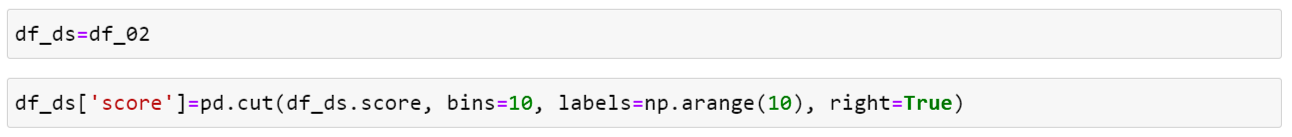 df_ds=df_02
df_ds['score']=pd.cut(df_ds.score, bins=10, labels=np.arange(10), right=True)